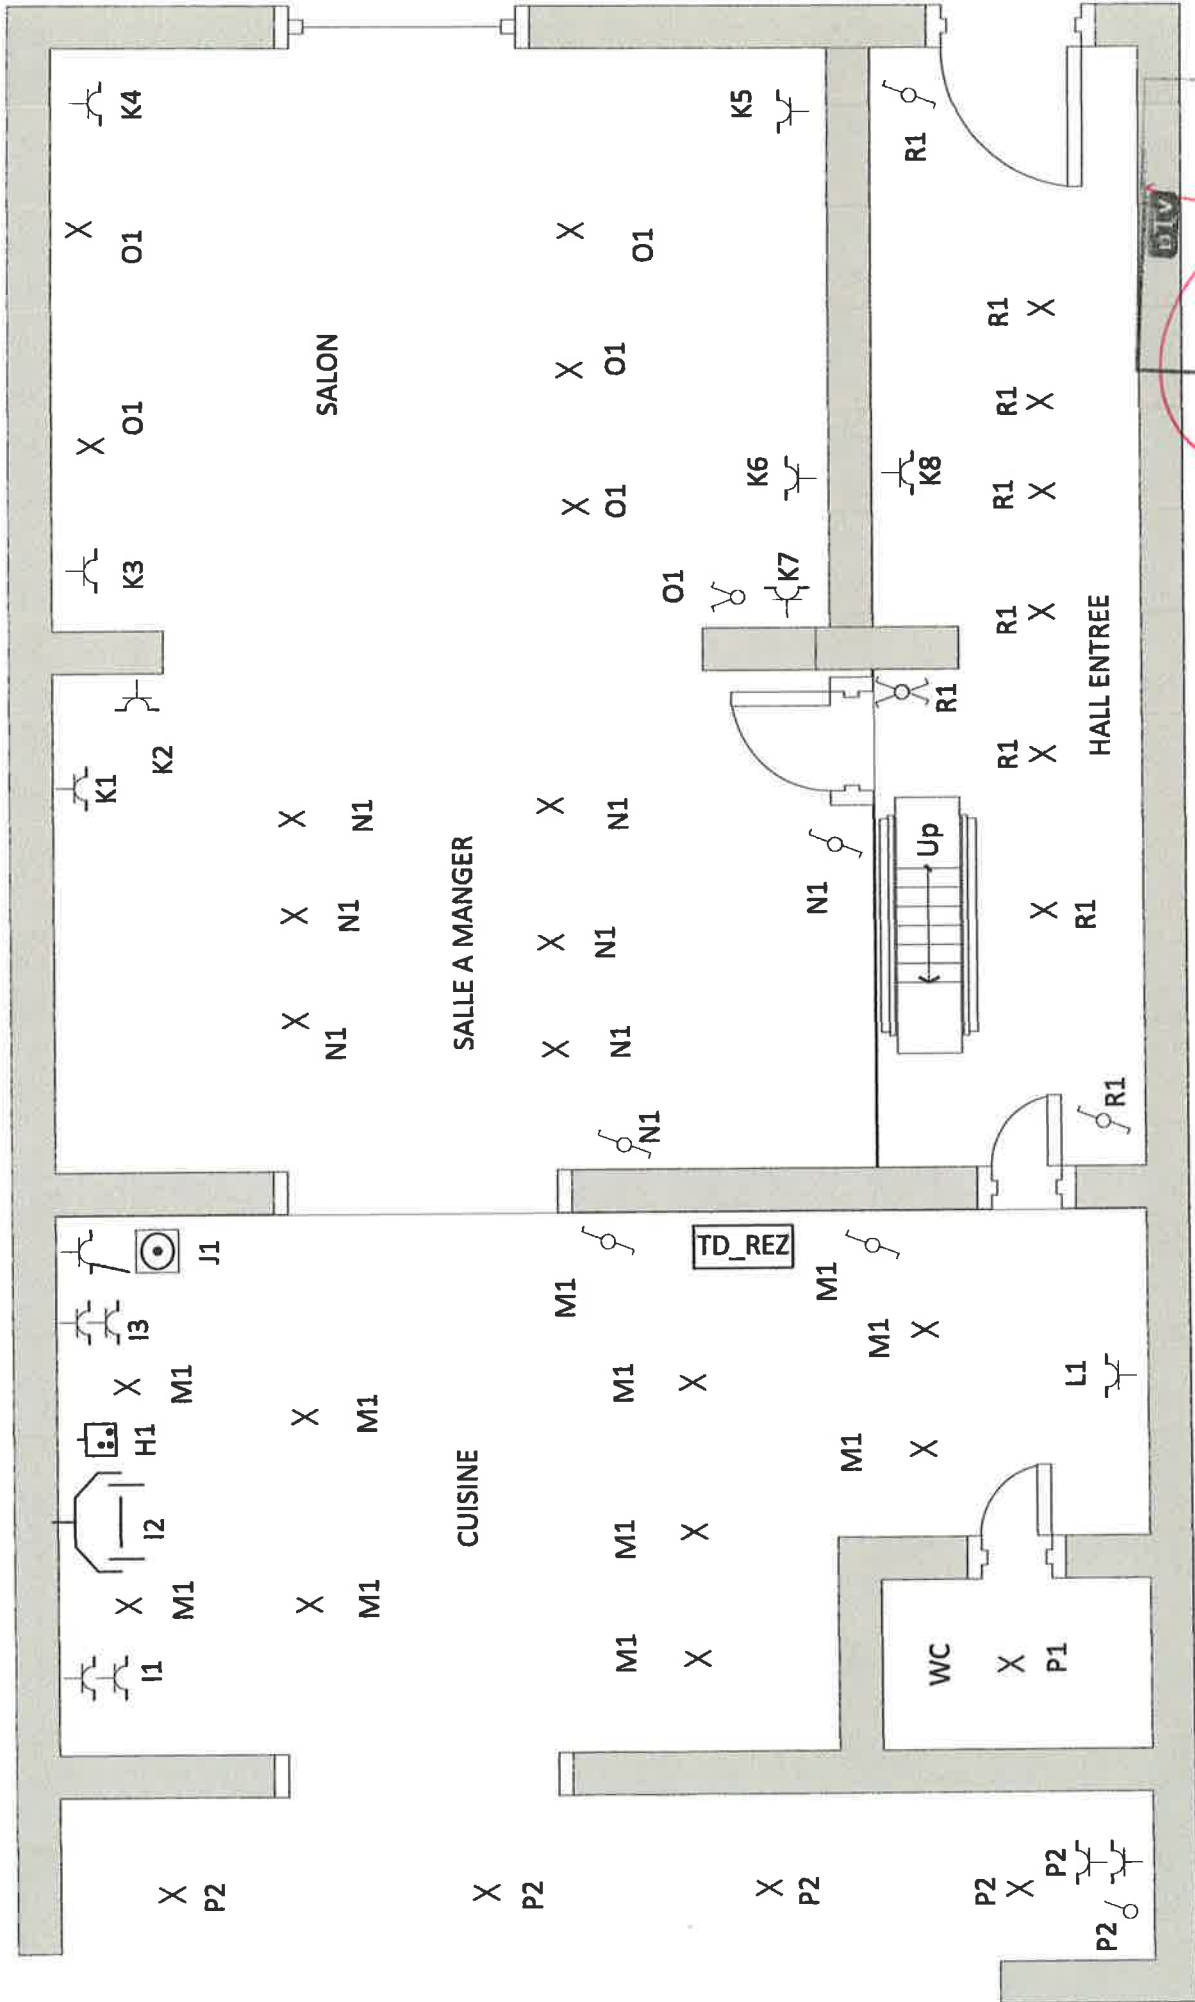 K4
K5
R1
DIV
O1
O1
R1
SALON
O1
R1
O1
K6
K8
R1
O1
K3
O1
K7
R1
HALL ENTREE
K2
K1
R1
R1
N1
N1
N1
Up
N1
SALLE A MANGER
N1
R1
N1
N1
N1
R1
J1
TD_REZ
M1
M1
I3
M1
M1
M1
M1
L1
H1
M1
CUISINE
I2
M1
M1
M1
M1
I1
WC
P1
P2
P2
P2
P2
P2
P2